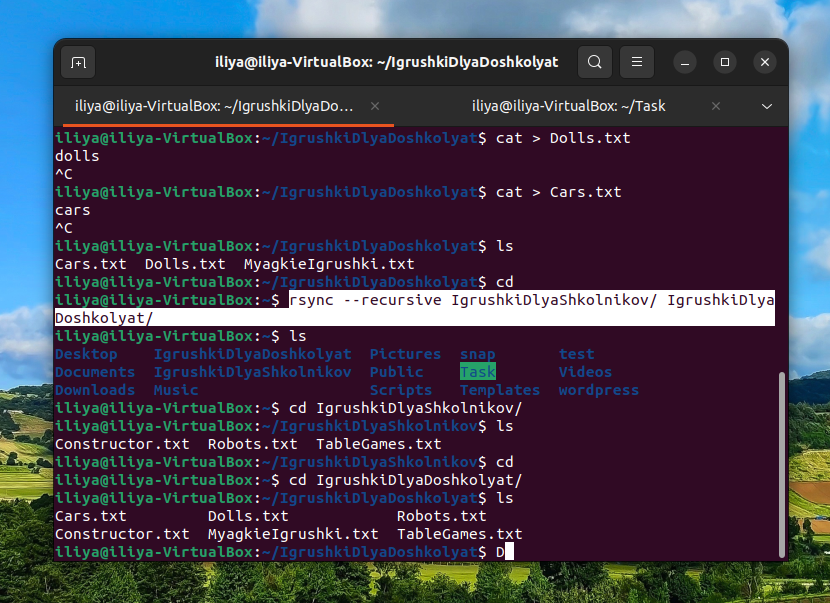 iliya@iliya-VirtualBox: ~/IgrushkiDlyaDoshkolyat
iliya@iliya-VirtualBox: ~/IgrushkiDlyaDo... iliya@iliya-VirtualBox: ~/Task
iliya@iliya-VirtualBox:~/IgrushkiDlyaDoshkolyat$ cat > Dolls.txt
dolls
^C
iliya@iliya-VirtualBox:~/IgrushkiDlyaDoshkolyat$ cat > Cars.txt
cars
^C
iliya@iliya-VirtualBox:~/IgrushkiDlyaDoshkolyat$ ls
Cars.txt  Dolls.txt  MyagkieIgrushki.txt
iliya@iliya-VirtualBox:~/IgrushkiDlyaDoshkolyat$ cd
iliya@iliya-VirtualBox:~$ rsync --recursive IgrushkiDlyaShkolnikov/ IgrushkiDlya
Doshkolyat/
iliya@iliya-VirtualBox:~$ ls
Desktop    IgrushkiDlyaDoshkolyat  Pictures  snap       test
Documents  IgrushkiDlyaShkolnikov  Public    Task       Videos
Downloads  Music                   Scripts   Templates  wordpress
iliya@iliya-VirtualBox:~$ cd IgrushkiDlyaShkolnikov/
iliya@iliya-VirtualBox:~/IgrushkiDlyaShkolnikov$ ls
Constructor.txt  Robots.txt  TableGames.txt
iliya@iliya-VirtualBox:~/IgrushkiDlyaShkolnikov$ cd
iliya@iliya-VirtualBox:~$ cd IgrushkiDlyaDoshkolyat/
iliya@iliya-VirtualBox:~/IgrushkiDlyaDoshkolyat$ ls
Cars.txt         Dolls.txt            Robots.txt
Constructor.txt  MyagkieIgrushki.txt  TableGames.txt
iliya@iliya-VirtualBox:~/IgrushkiDlyaDoshkolyat$ D